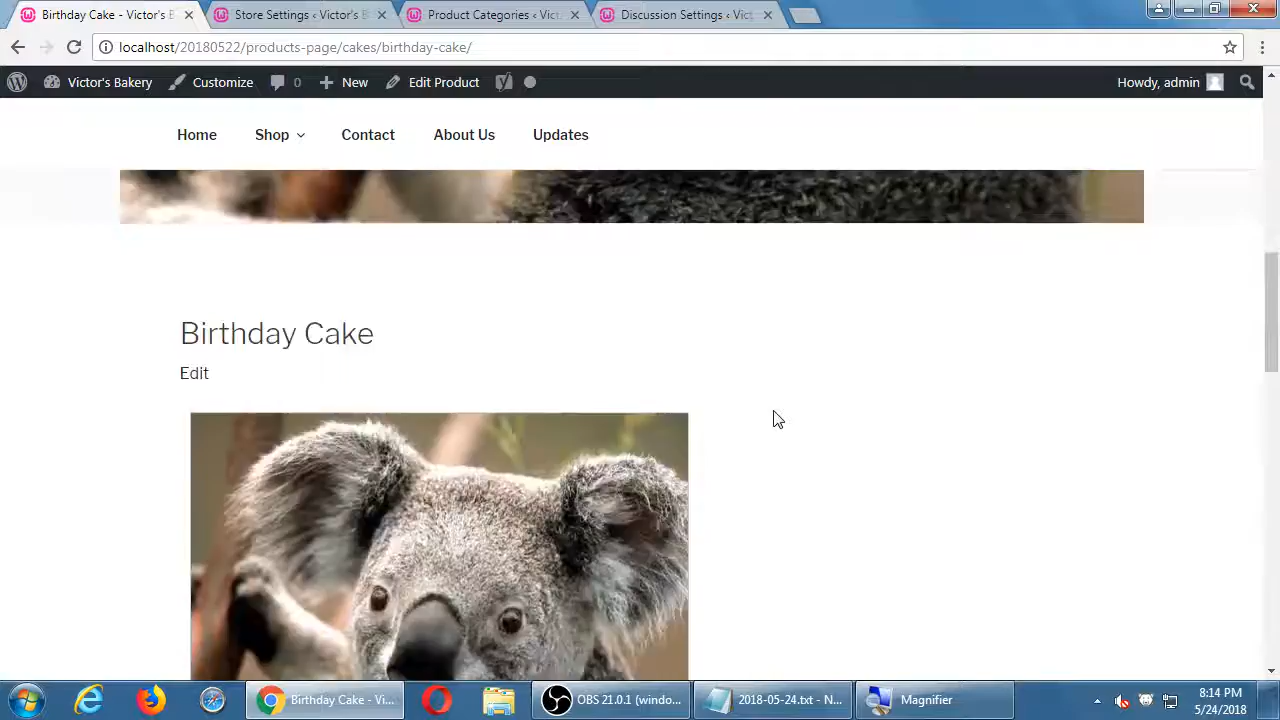 Birthday Cake - Victor's B
Store Settings ‹ Victor's B
Product Categories ‹ Victo
Discussion Settings ‹ Victo
localhost/20180522/products-page/cakes/birthday-cake/
Victor's Bakery
Customize
0
New
Edit Product
Howdy, admin
Home
Shop
Contact
About Us
Updates
Birthday Cake
Edit
Birthday Cake - Vi...
OBS 21.0.1 (windo...
2018-05-24.txt - N...
Magnifier
8:14 PM
5/24/2018